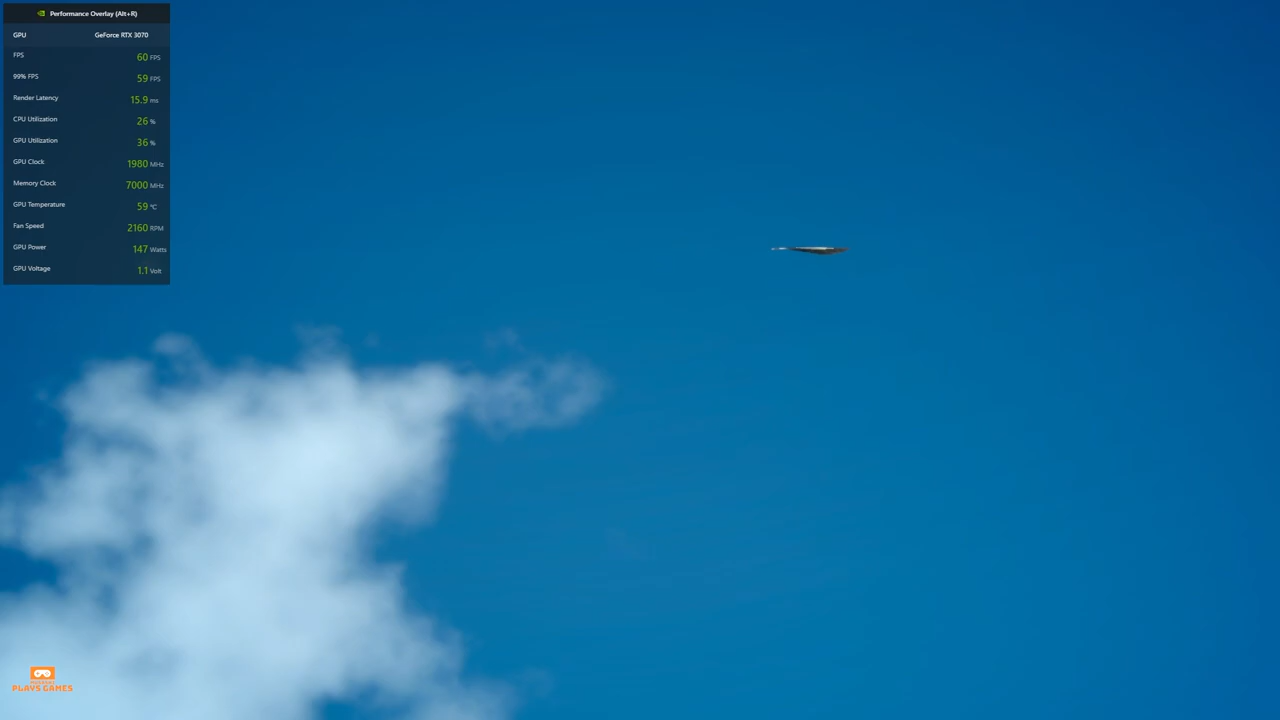 Performance Overlay (Alt+R)
GPU GeForce RTX 3070
FPS 60 FPS
99% FPS 59 FPS
Render Latency 15.9 ms
CPU Utilization 26 %
GPU Utilization 36 %
GPU Clock 1980 MHz
Memory Clock 7000 MHz
GPU Temperature 59 °C
Fan Speed 2160 RPM
GPU Power 147 Watts
GPU Voltage 1.1 Volt
PLAYS GAMES